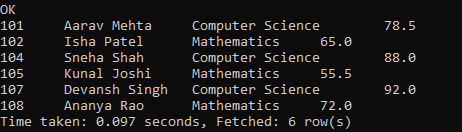 OK
101 Aarav Mehta Computer Science 78.5
102 Isha Patel Mathematics 65.0
104 Sneha Shah Computer Science 88.0
105 Kunal Joshi Mathematics 55.5
107 Devansh Singh Computer Science 92.0
108 Ananya Rao Mathematics 72.0
Time taken: 0.097 seconds, Fetched: 6 row(s)